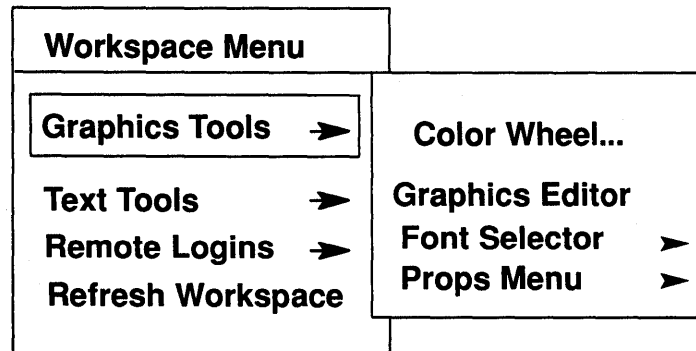 Workspace Menu
Graphics Tools
Text Tools
Remote Logins
Refresh Workspace
Color Wheel...
Graphics Editor
Font Selector
Props Menu